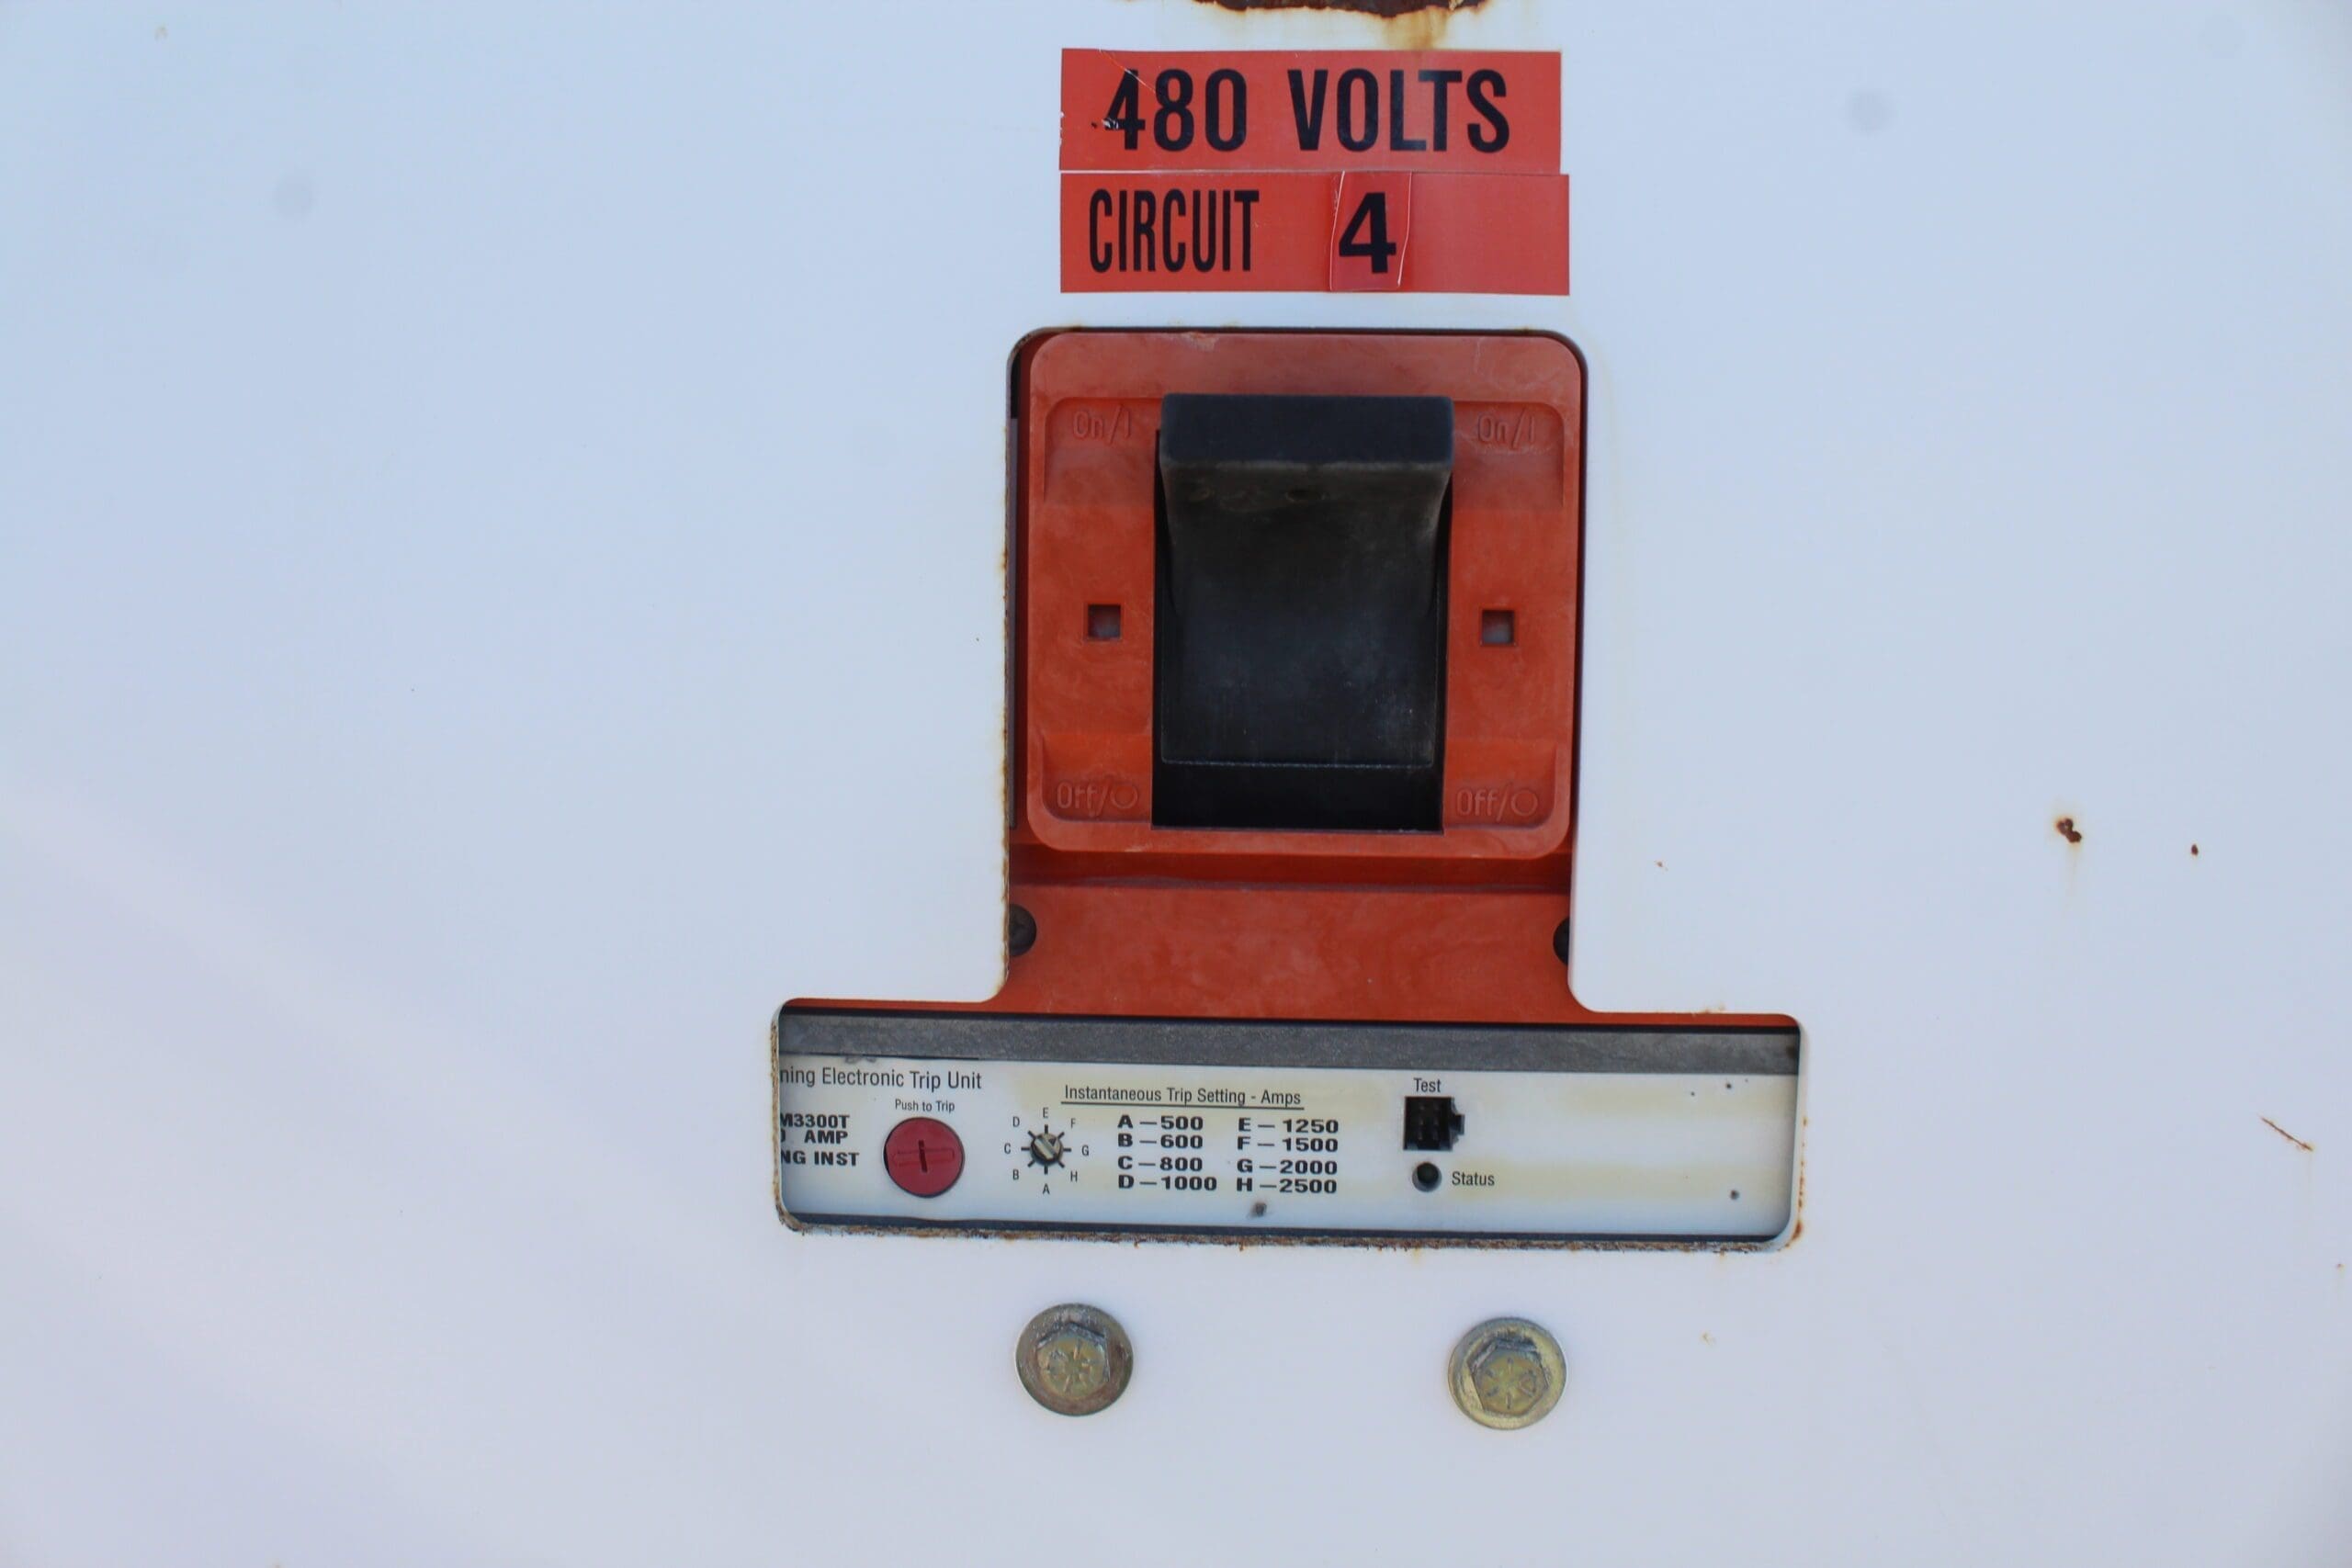 480 VOLTS
CIRCUIT 4
On/I On/I
Off/O Off/O
ning Electronic Trip Unit
Push to Trip
M3300T
AMP
NG INST
Instantaneous Trip Setting - Amps
A B C D E F G H
A—500 E—1250
B—600 F—1500
C—800 G—2000
D—1000 H—2500
Test
Status